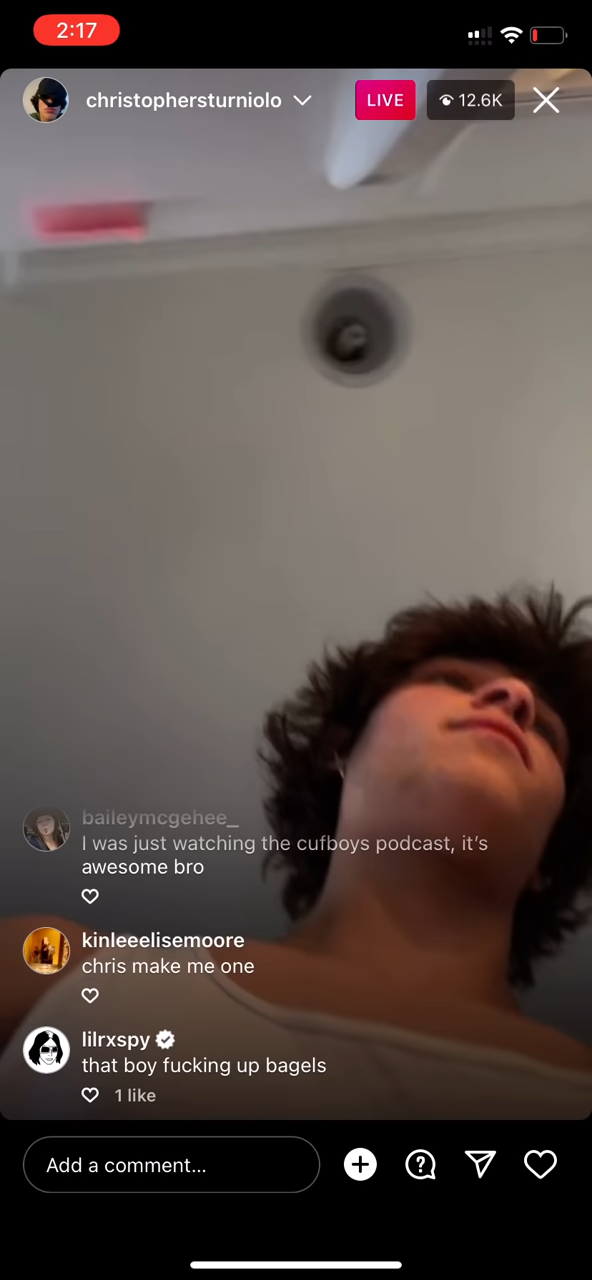 2:17
christophersturniolo
LIVE
12.6K
baileymcgehee_
I was just watching the cufboys podcast, it's
awesome bro
kinleeelisemoore
chris make me one
lilrxspy
that boy fucking up bagels
1 like
Add a comment...